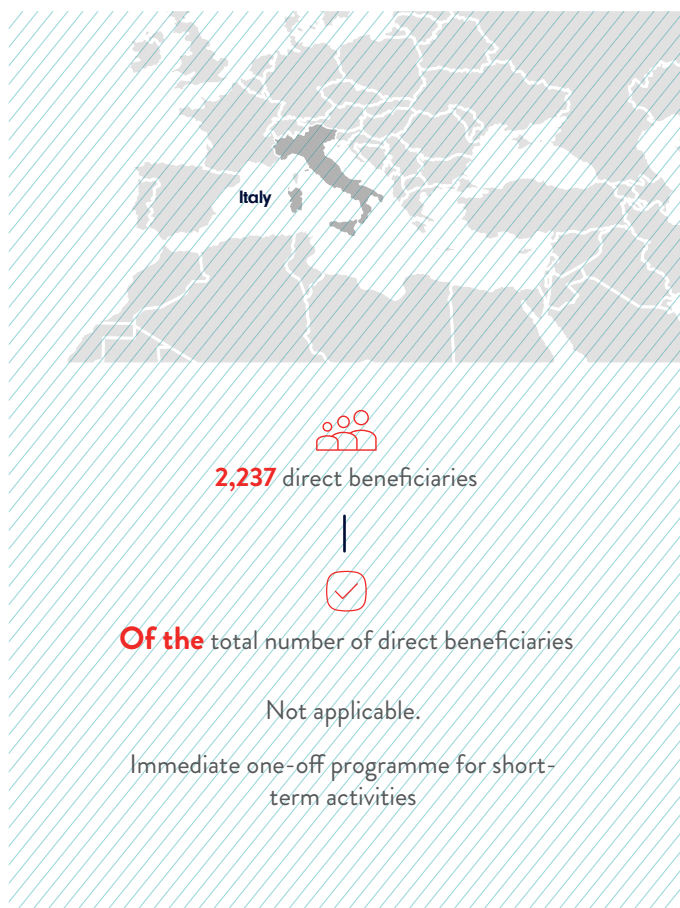 Italy
2,237 direct beneficiaries
Of the total number of direct beneficiaries
Not applicable.
Immediate one-off programme for short-
term activities